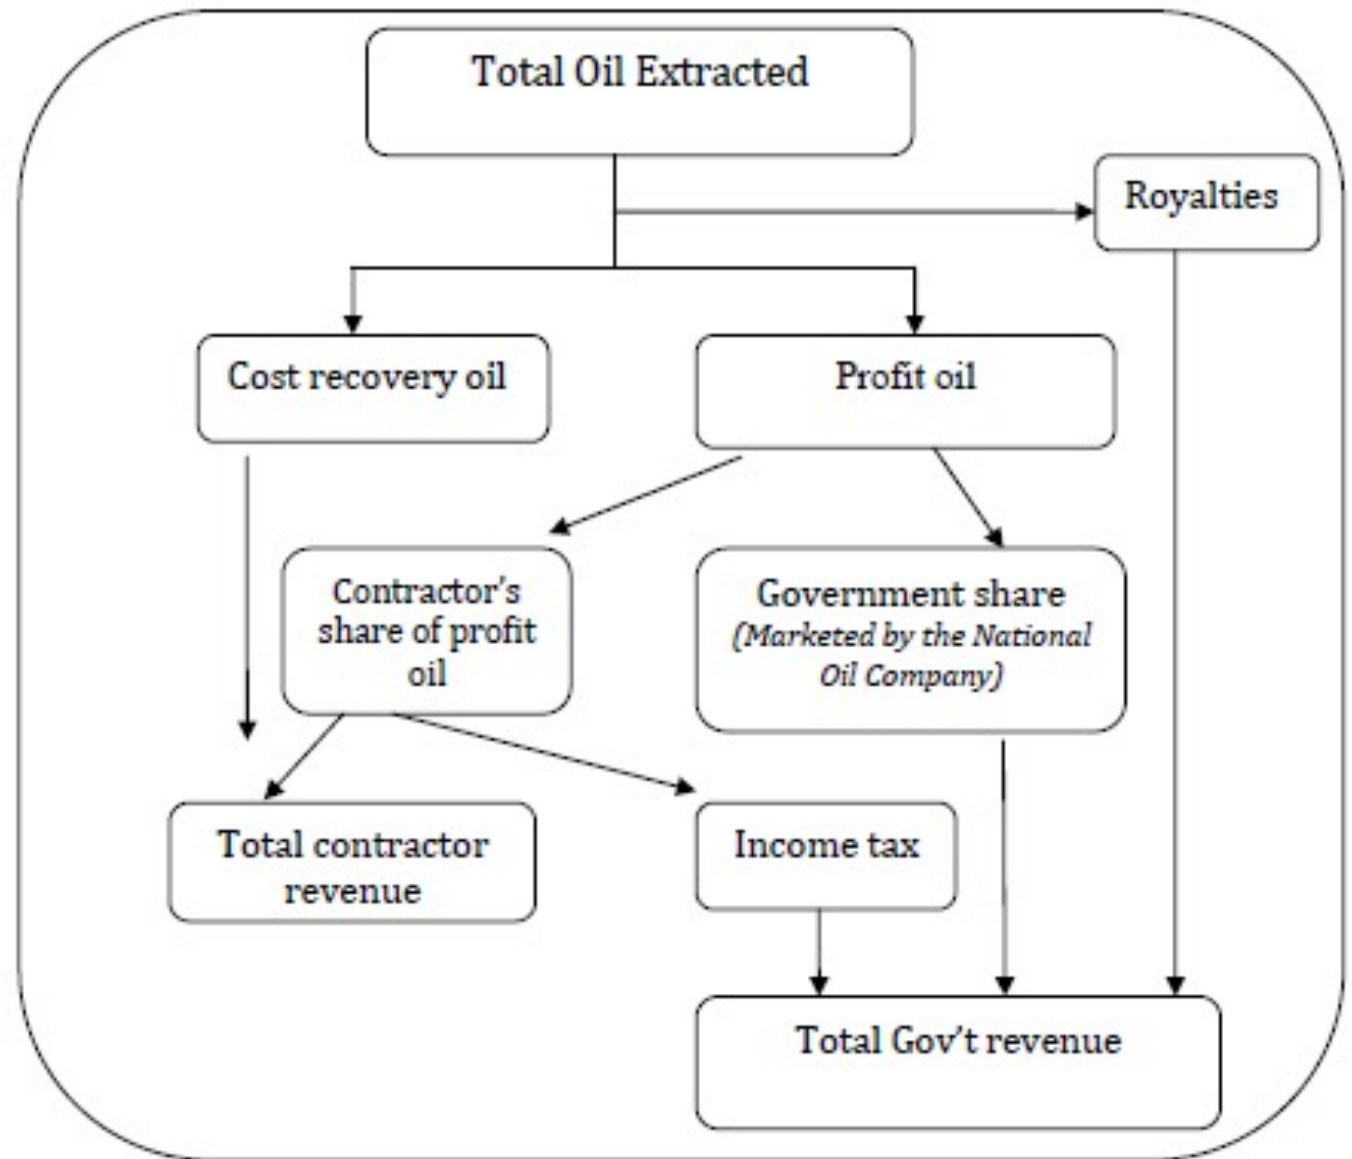 Total Oil Extracted
Royalties
Cost recovery oil
Profit oil
Contractor's
share of profit
oil
Government share
(Marketed by the National
Oil Company)
Total contractor
revenue
Income tax
Total Gov't revenue